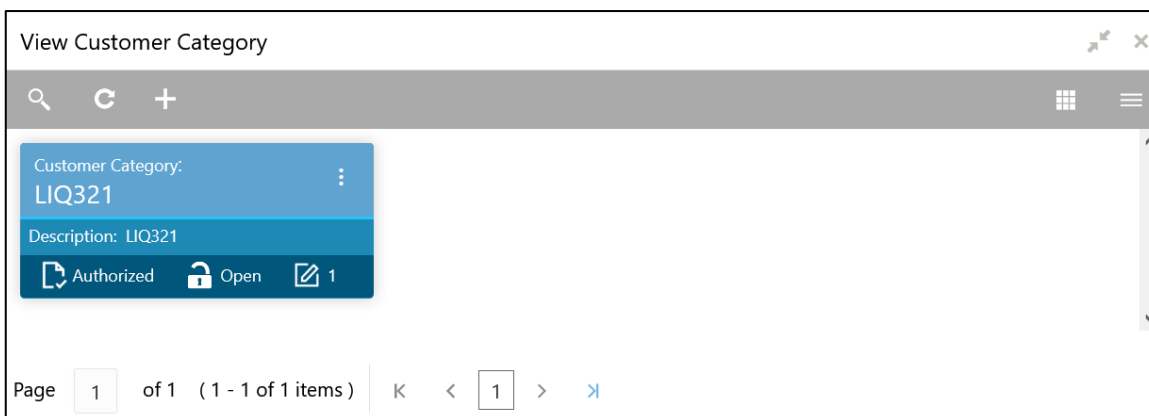 View Customer Category
Customer Category:
LIQ321
Description: LIQ321
Authorized Open 1
Page 1 of 1 ( 1 - 1 of 1 items ) 1